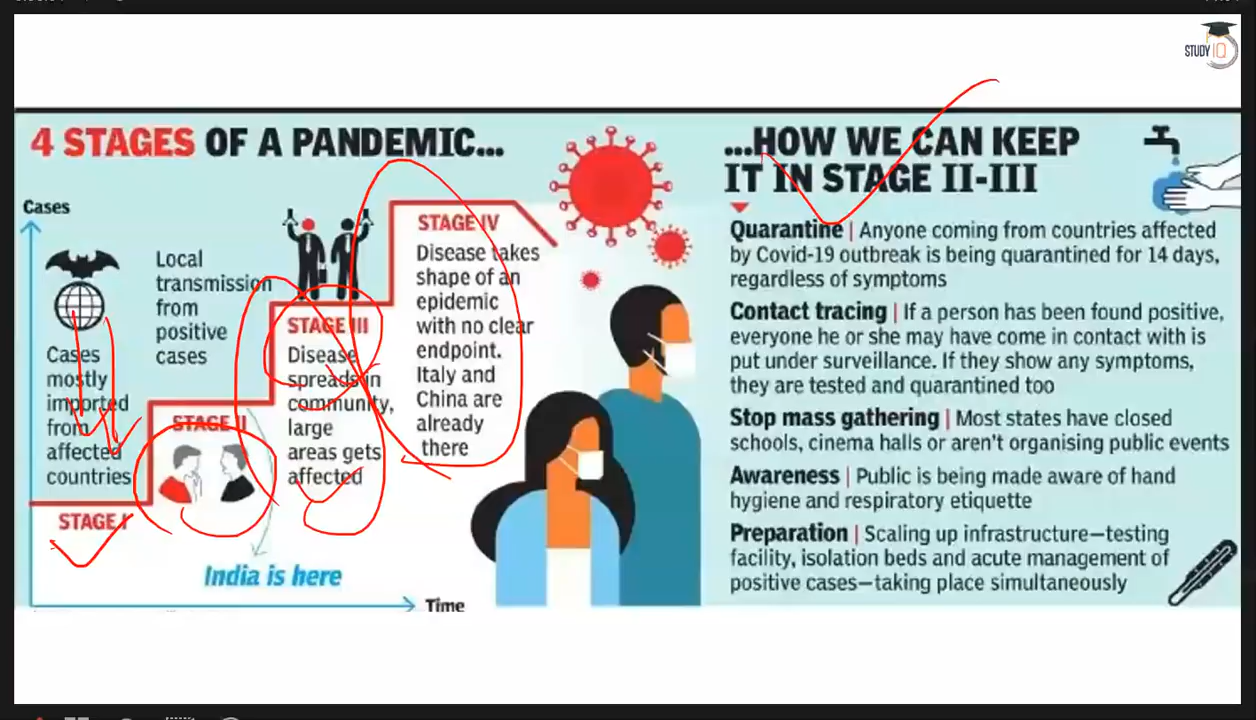 STUDY IQ
4 STAGES OF A PANDEMIC...
Cases
Cases
mostly
imported
from
affected
countries
STAGE I
Local
transmission
from
positive
cases
STAGE II
STAGE III
Disease
spreads in
community,
large
areas gets
affected
STAGE IV
Disease takes
shape of an
epidemic
with no clear
endpoint.
Italy and
China are
already
there
India is here
Time
...HOW WE CAN KEEP
IT IN STAGE II-III
Quarantine | Anyone coming from countries affected
by Covid-19 outbreak is being quarantined for 14 days,
regardless of symptoms
Contact tracing | If a person has been found positive,
everyone he or she may have come in contact with is
put under surveillance. If they show any symptoms,
they are tested and quarantined too
Stop mass gathering | Most states have closed
schools, cinema halls or aren't organising public events
Awareness | Public is being made aware of hand
hygiene and respiratory etiquette
Preparation | Scaling up infrastructure—testing
facility, isolation beds and acute management of
positive cases—taking place simultaneously